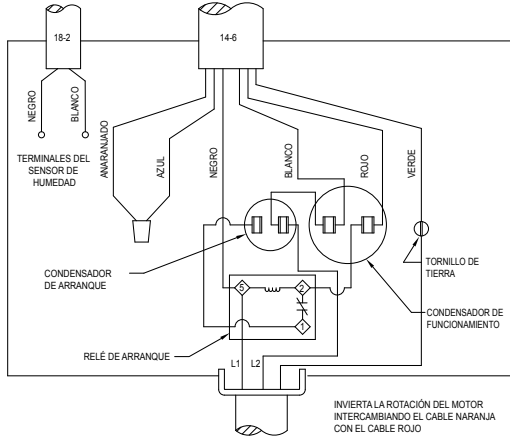 18-2
14-6
NEGRO
BLANCO
ANARANJADO
AZUL
NEGRO
BLANCO
ROJO
VERDE
TERMINALES DEL
SENSOR DE
HUMEDAD
CONDENSADOR
DE ARRANQUE
TORNILLO DE
TIERRA
5
2
1
CONDENSADOR DE
FUNCIONAMIENTO
RELÉ DE ARRANQUE
L1
L2
INVIERTA LA ROTACIÓN DEL MOTOR
INTERCAMBIANDO EL CABLE NARANJA
CON EL CABLE ROJO